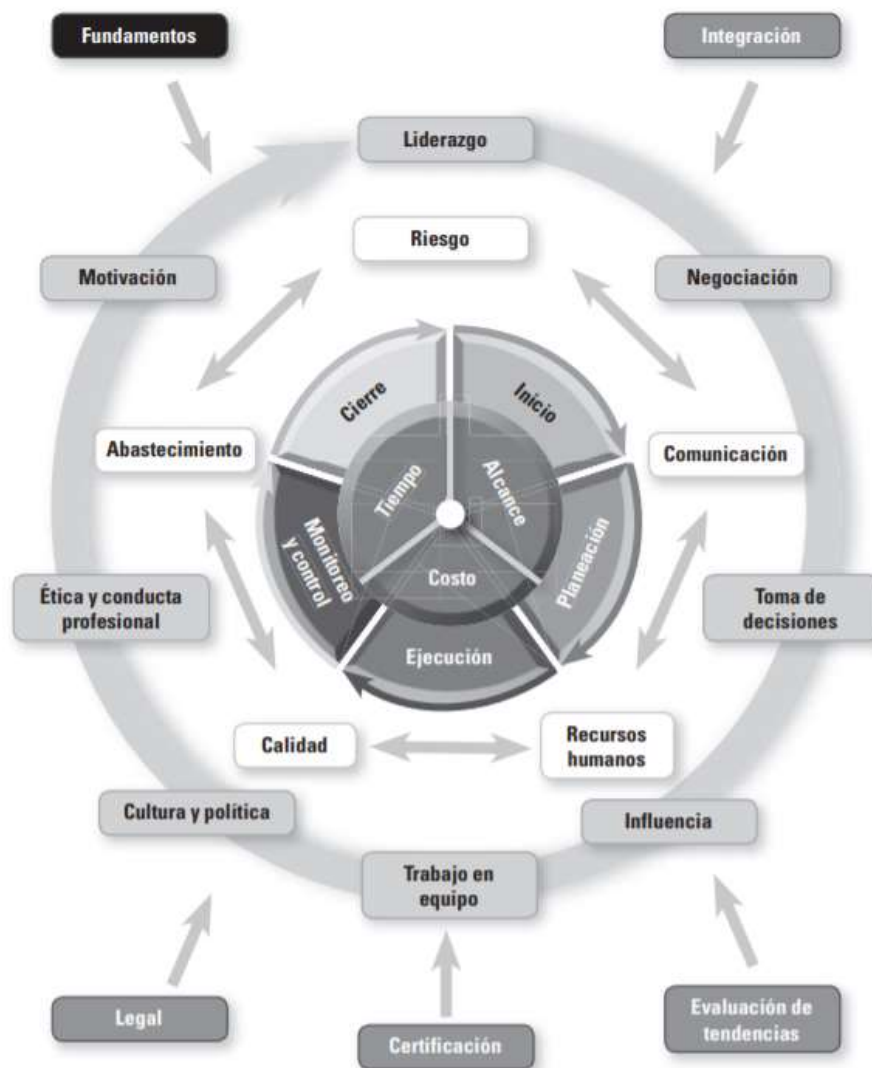 Fundamentos
Integración
Liderazgo
Riesgo
Motivación
Negociación
Cierre
Inicio
Abastecimiento
Comunicación
Tiempo
Alcance
Monitoreo
y control
Costo
Planeación
Ética y conducta
profesional
Toma de
decisiones
Ejecución
Calidad
Recursos
humanos
Cultura y política
Influencia
Trabajo en
equipo
Legal
Certificación
Evaluación de
tendencias